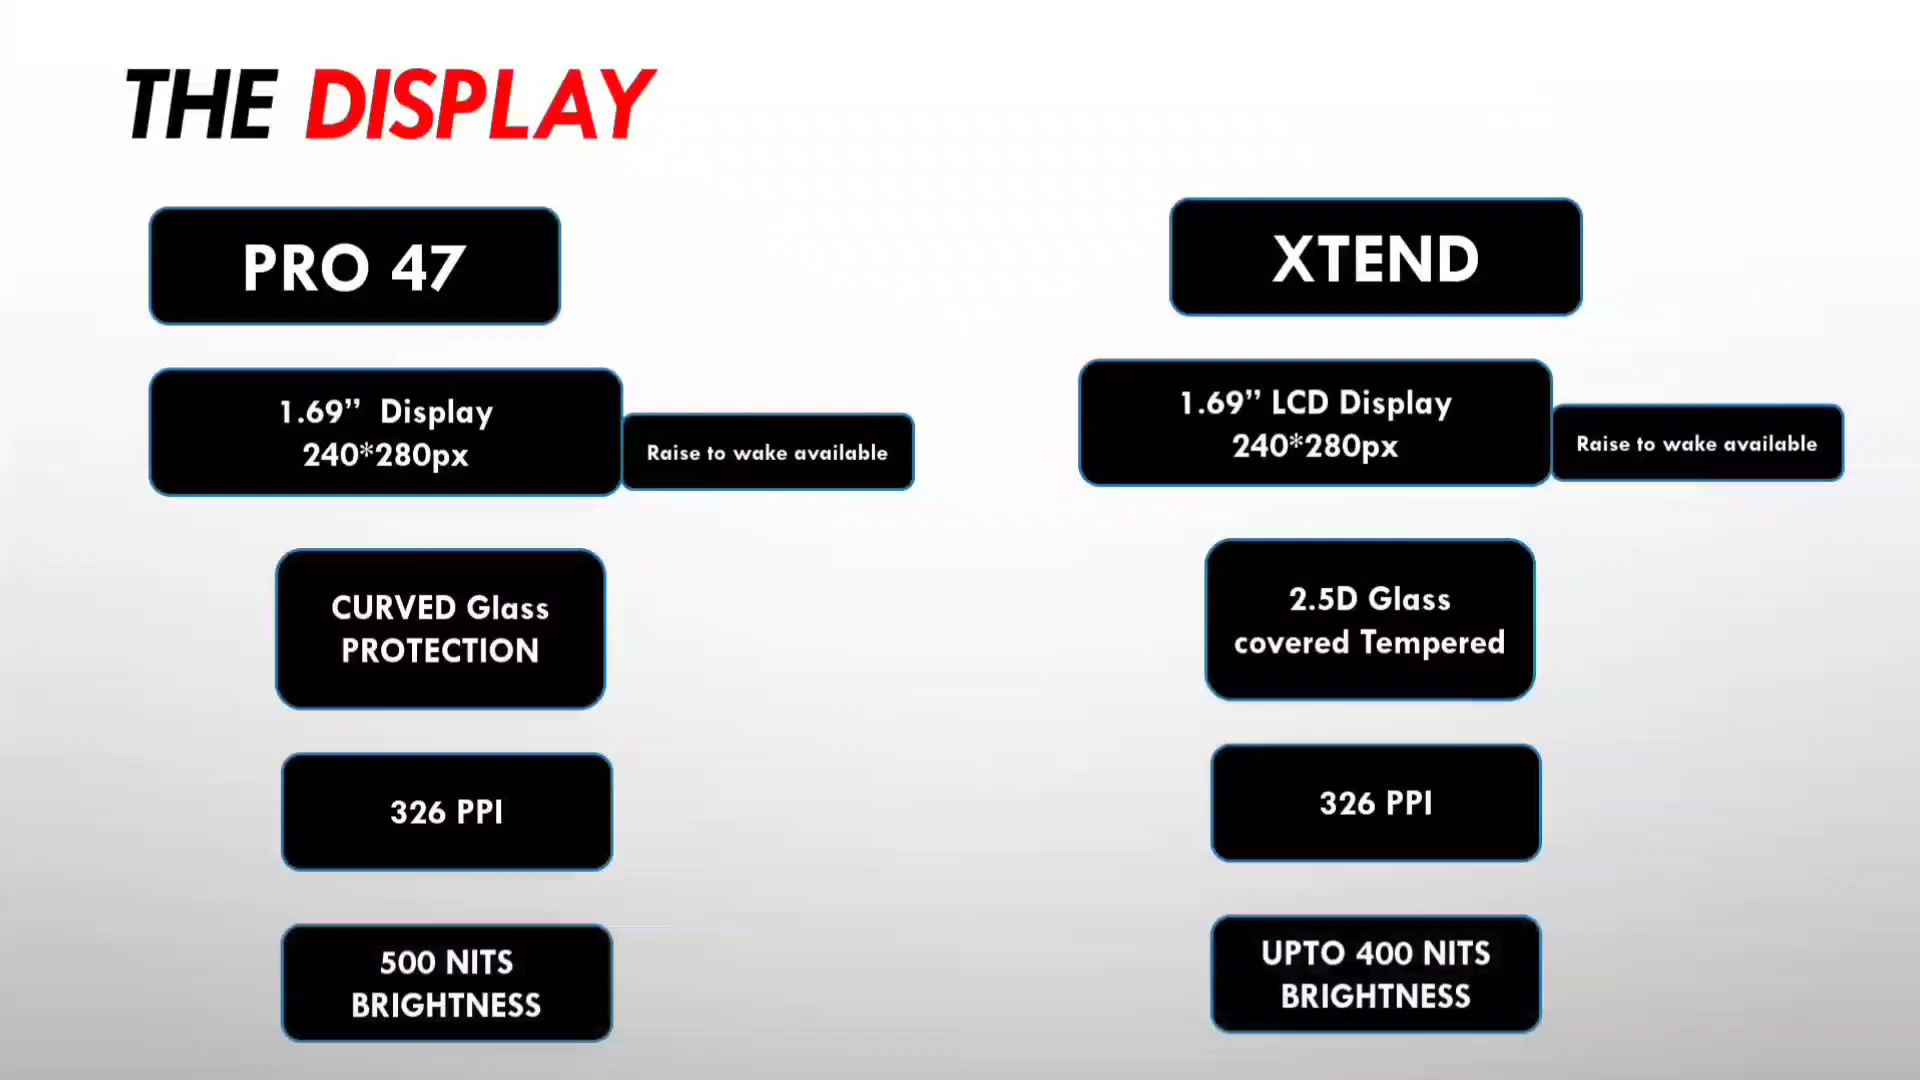 THE DISPLAY
PRO 47
1.69’’  Display
240*280px
Raise to wake available
CURVED Glass
PROTECTION
326 PPI
500 NITS
BRIGHTNESS
XTEND
1.69’’ LCD Display
240*280px
Raise to wake available
2.5D Glass
covered Tempered
326 PPI
UPTO 400 NITS
BRIGHTNESS